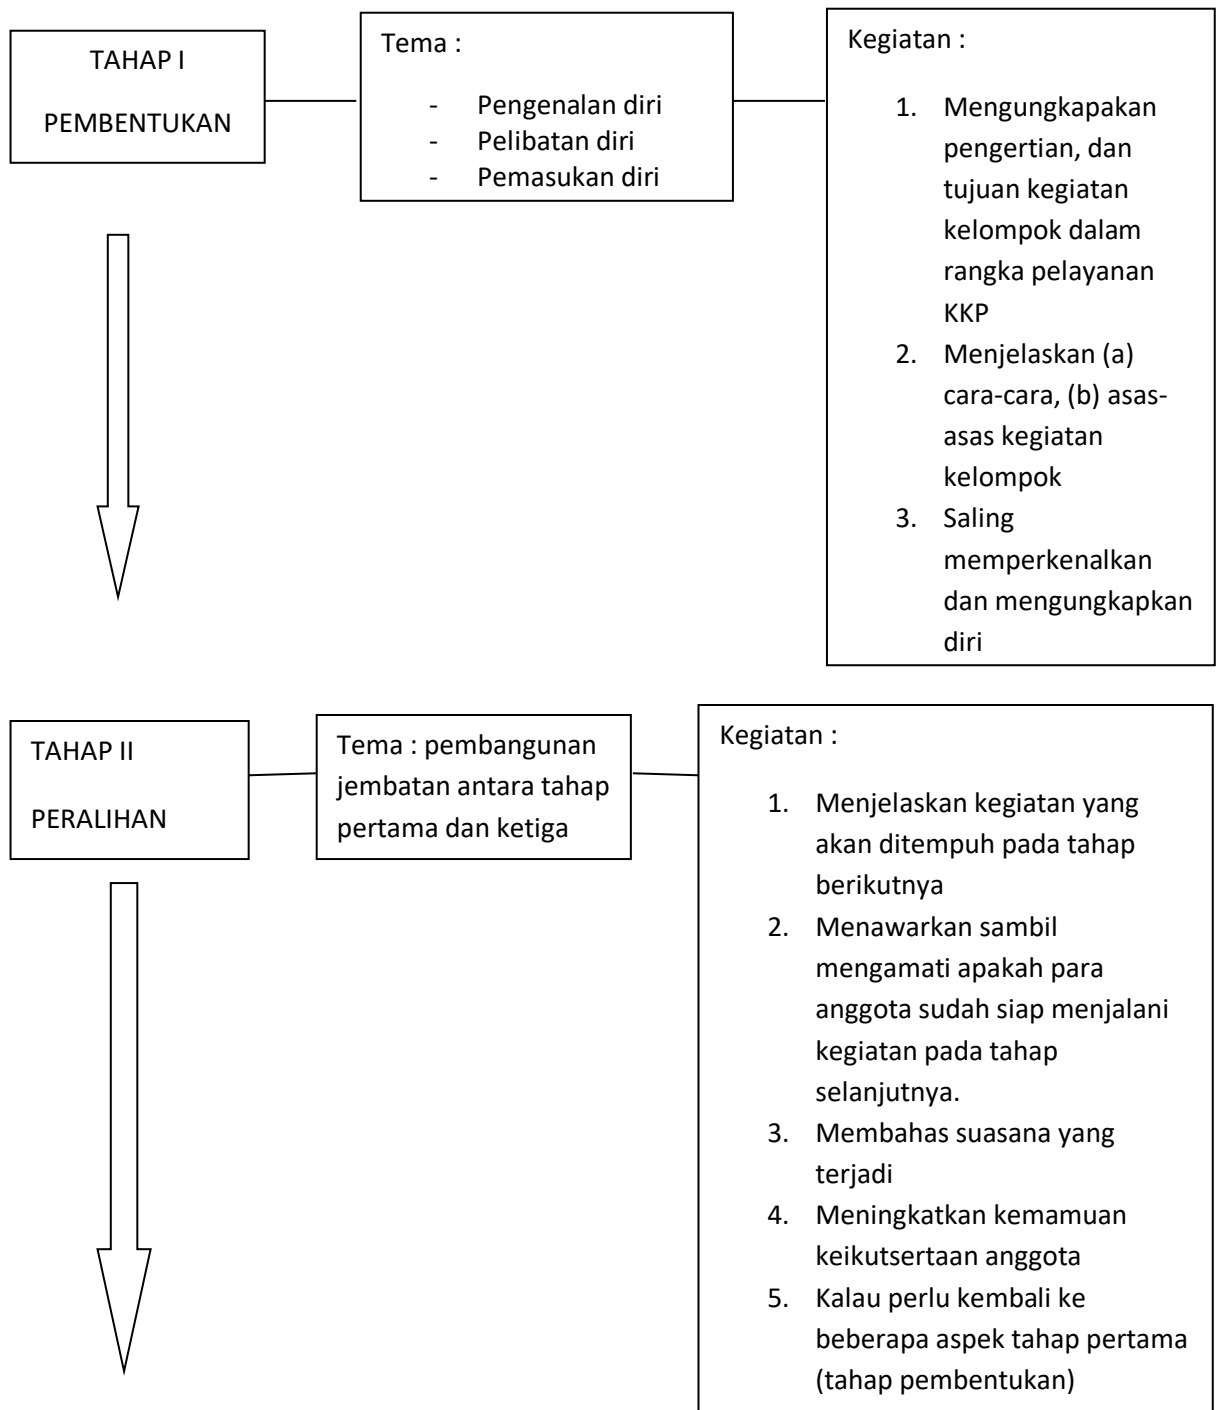 TAHAP I
PEMBENTUKAN
Tema :
- Pengenalan diri
- Pelibatan diri
- Pemasukan diri
Kegiatan :
1. Mengungkapakan
pengertian, dan
tujuan kegiatan
kelompok dalam
rangka pelayanan
KKP
2. Menjelaskan (a)
cara-cara, (b) asas-
asas kegiatan
kelompok
3. Saling
memperkenalkan
dan mengungkapkan
diri
TAHAP II
PERALIHAN
Tema : pembangunan
jembatan antara tahap
pertama dan ketiga
Kegiatan :
1. Menjelaskan kegiatan yang
akan ditempuh pada tahap
berikutnya
2. Menawarkan sambil
mengamati apakah para
anggota sudah siap menjalani
kegiatan pada tahap
selanjutnya.
3. Membahas suasana yang
terjadi
4. Meningkatkan kemamuan
keikutsertaan anggota
5. Kalau perlu kembali ke
beberapa aspek tahap pertama
(tahap pembentukan)